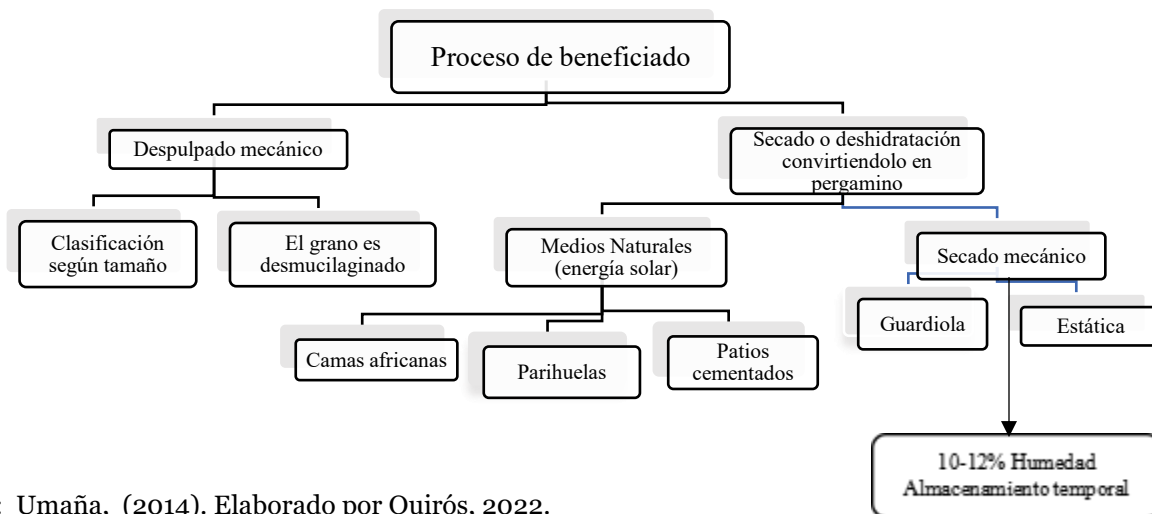 Proceso de beneficiado
Despulpado mecánico
Secado o deshidratación
convirtiendolo en
pergamino
Clasificación
según tamaño
El grano es
desmucilaginado
Medios Naturales
(energía solar)
Secado mecánico
Camas africanas
Parihuelas
Patios
cementados
Guardiola
Estática
10-12% Humedad
Almacenamiento temporal
: Umaña, (2014). Elaborado por Quirós, 2022.